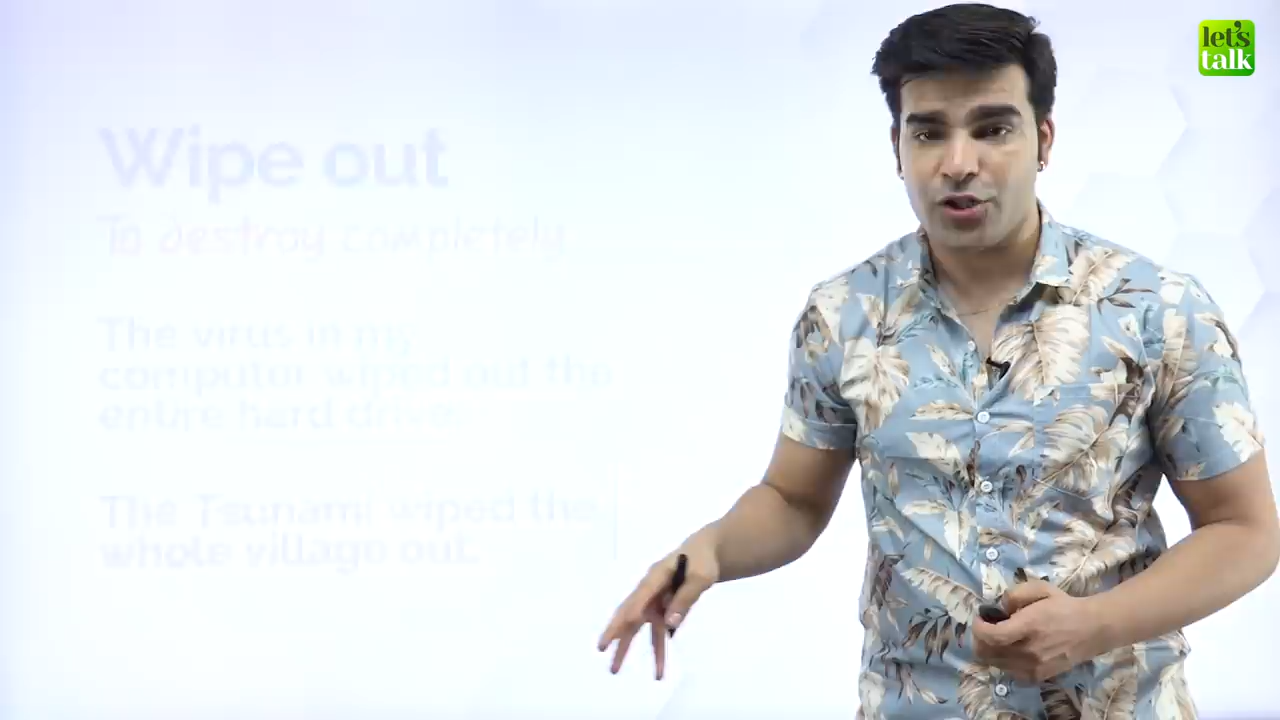 let's
talk
Wipe out
To destroy completely
The virus in my
computer wiped out the
entire hard drive.
The Tsunami wiped the
whole village out.